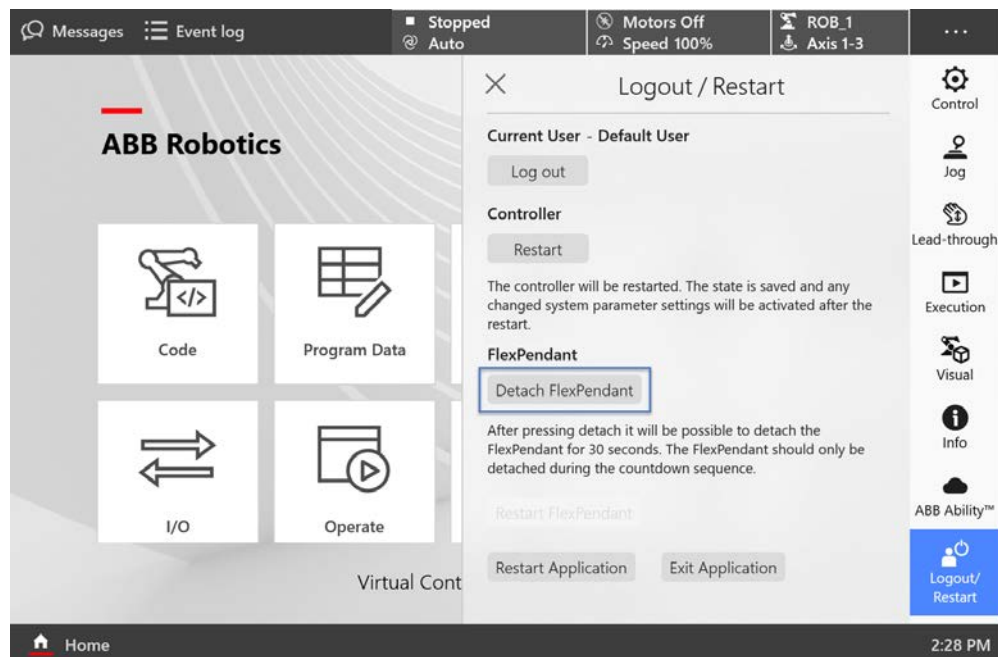 Messages
Event log
Stopped
Auto
Motors Off
Speed 100%
ROB_1
Axis 1-3
...
ABB Robotics
Code
Program Data
I/O
Operate
Virtual Cont
Logout / Restart
Current User - Default User
Log out
Controller
Restart
The controller will be restarted. The state is saved and any
changed system parameter settings will be activated after the
restart.
FlexPendant
Detach FlexPendant
After pressing detach it will be possible to detach the
FlexPendant for 30 seconds. The FlexPendant should only be
detached during the countdown sequence.
Restart FlexPendant
Restart Application
Exit Application
Control
Jog
Lead-through
Execution
Visual
Info
ABB Ability™
Logout/
Restart
Home
2:28 PM